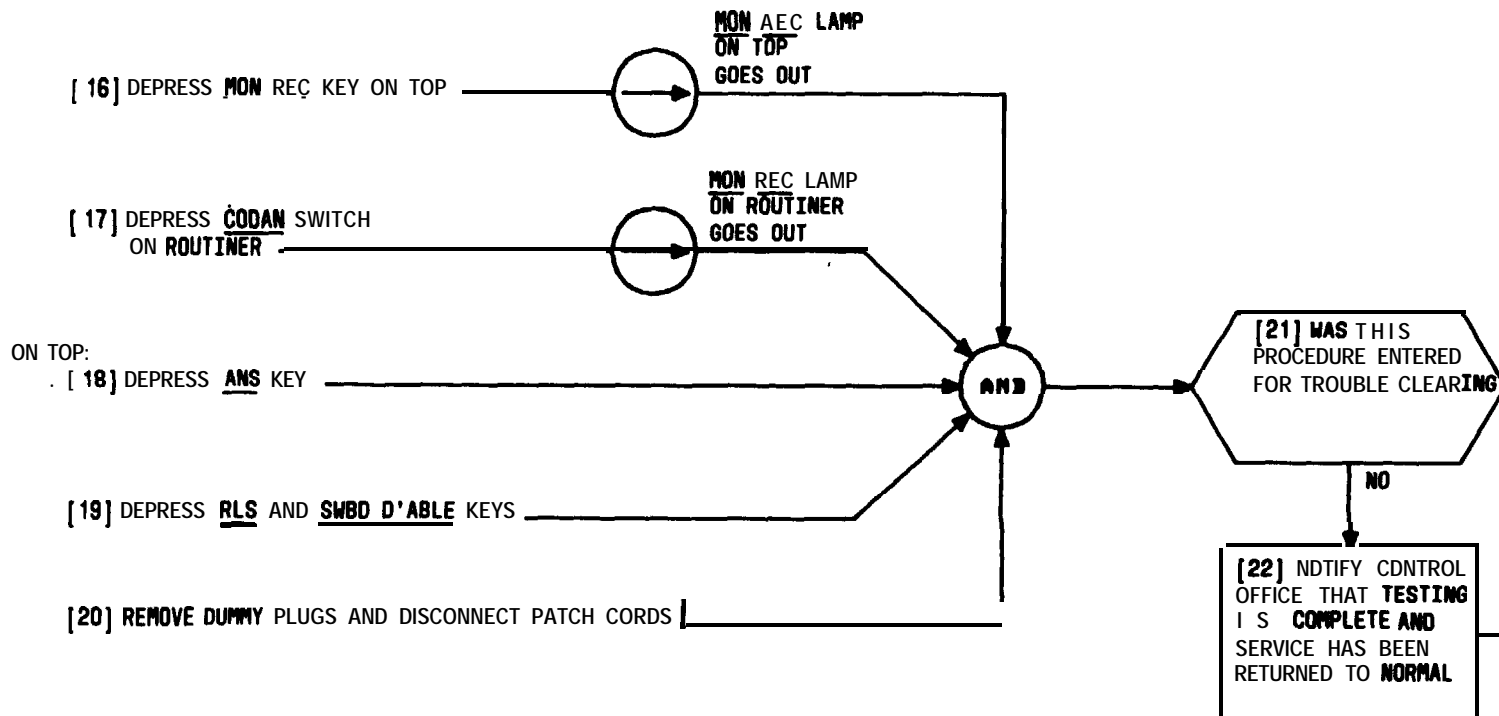 MON AEC LAMP
ON TOP
GOES OUT
[16] DEPRESS MON REC KEY ON TOP
MON REC LAMP
ON ROUTINER
GOES OUT
[17] DEPRESS CODAN SWITCH
ON ROUTINER
ON TOP:
. [18] DEPRESS ANS KEY
AND
[21] WAS THIS
PROCEDURE ENTERED
FOR TROUBLE CLEARING
[19] DEPRESS RLS AND SWBD D'ABLE KEYS
NO
[20] REMOVE DUMMY PLUGS AND DISCONNECT PATCH CORDS
[22] NDTIFY CDNTROL
OFFICE THAT TESTING
IS COMPLETE AND
SERVICE HAS BEEN
RETURNED TO NORMAL